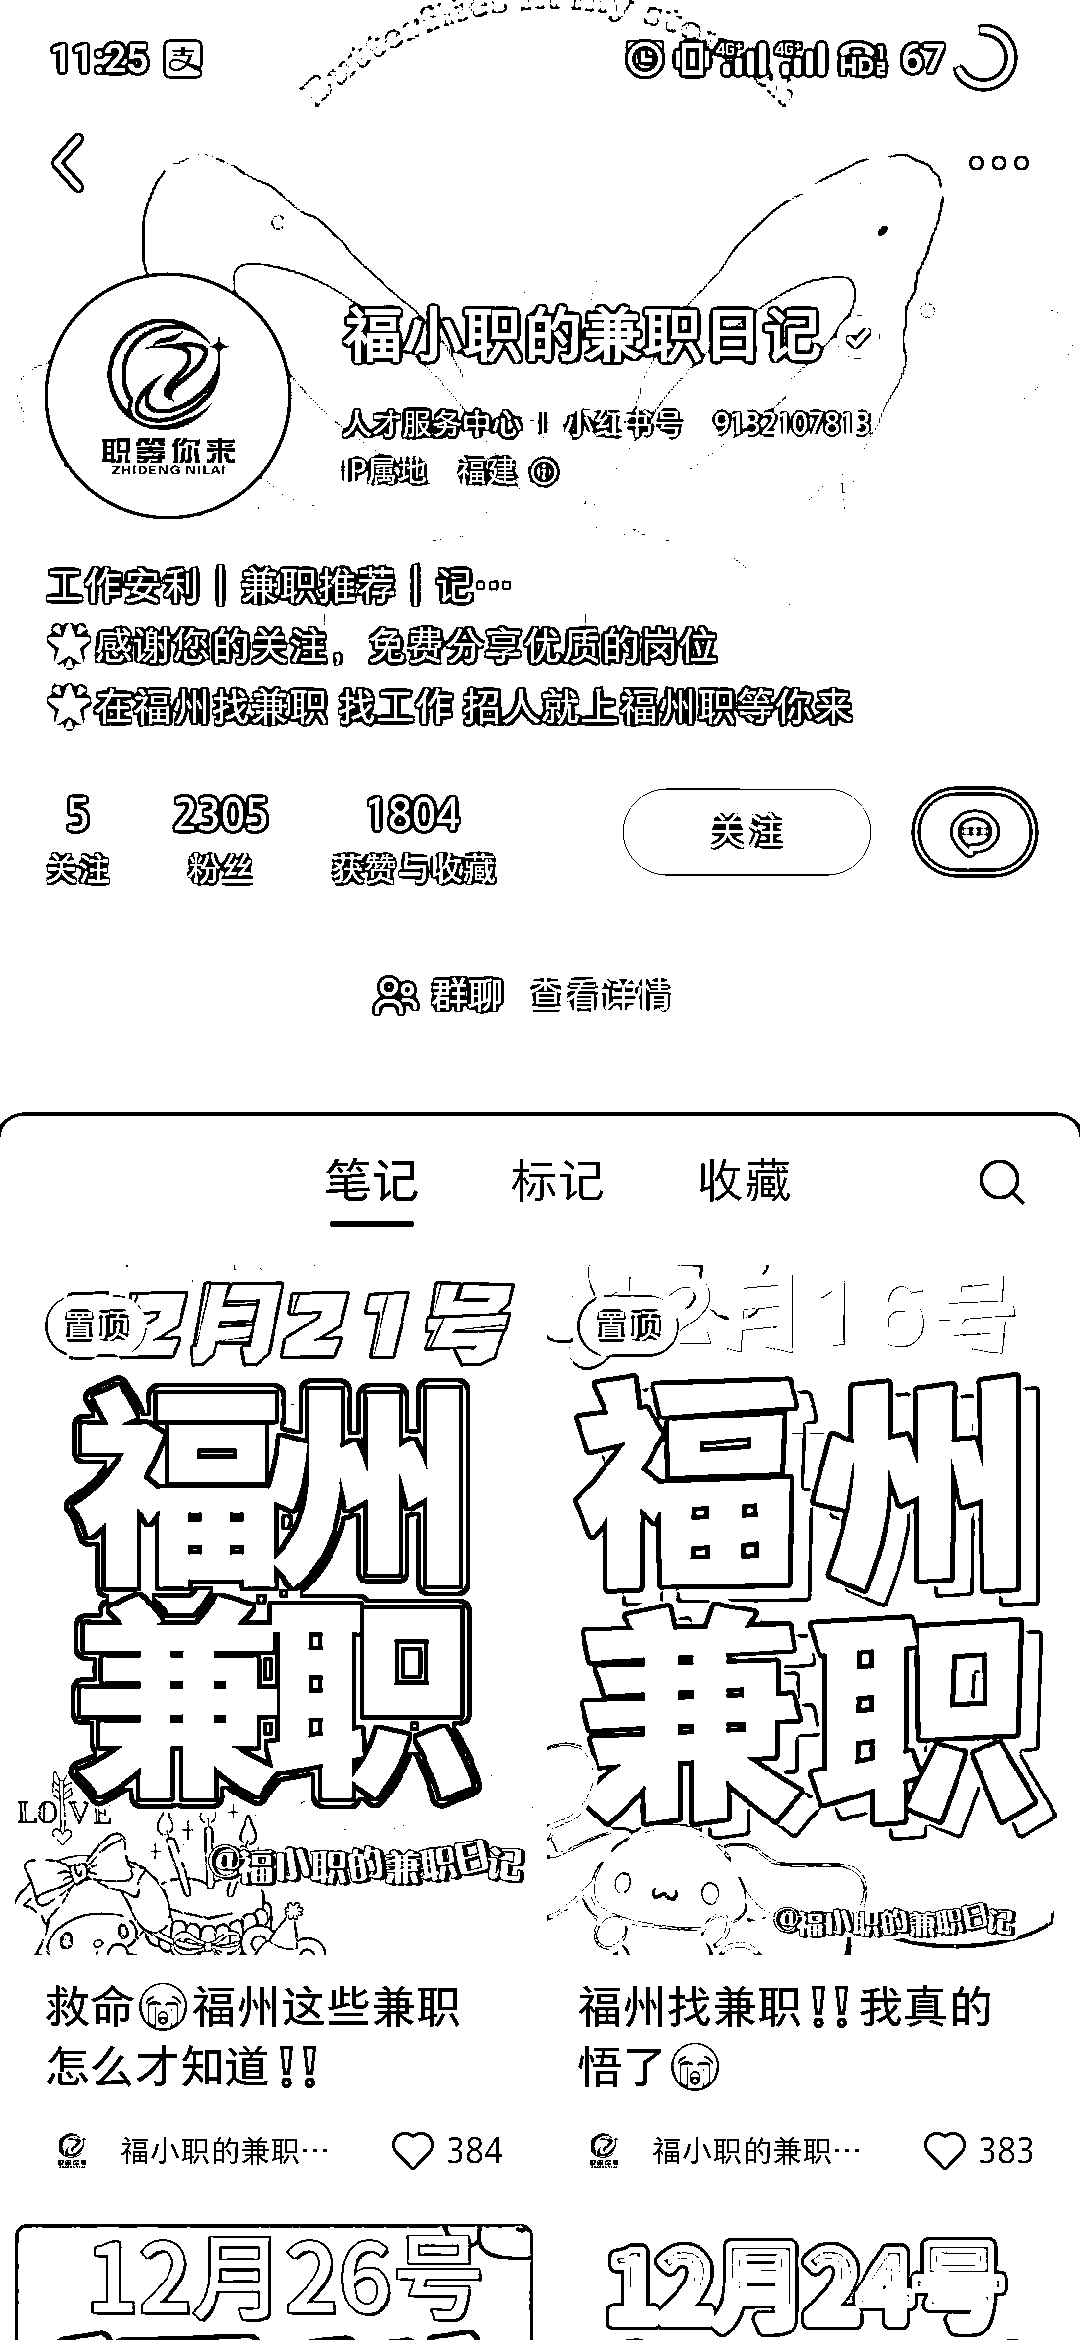 Butterflies in my stomach
11:25
4G+ 4G+ HD 1 2 67
福小职的兼职日记
职等你来
ZHIDENG NILAI
人才服务中心 | 小红书号 9132107813
IP属地 福建
工作安利 | 兼职推荐 | 记…
感谢您的关注，免费分享优质的岗位
在福州找兼职 找工作 招人就上福州职等你来
5 2305 1804
关注 粉丝 获赞与收藏
关注
群聊 查看详情
笔记 标记 收藏
置顶
2月21号
福州
兼职
LOVE
@福小职的兼职日记
救命😭福州这些兼职
怎么才知道‼️
福小职的兼职… 384
置顶
2月16号
福州
兼职
@福小职的兼职日记
福州找兼职‼️我真的
悟了😭
福小职的兼职… 383
12月26号
12月24号